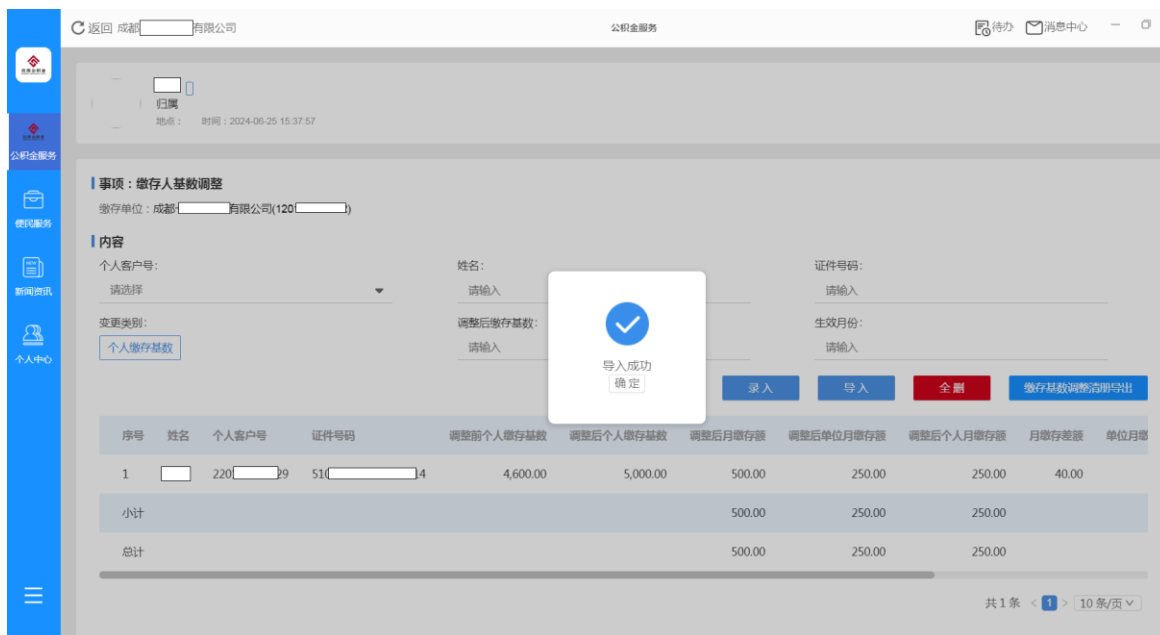 返回 成都 有限公司
公积金服务
待办 消息中心
公积金服务
便民服务
新闻资讯
个人中心
归属
地点： 时间：2024-06-25 15:37:57
事项：缴存人基数调整
缴存单位：成都 有限公司(120 )
内容
个人客户号： 姓名： 证件号码：
请选择 请输入 请输入
变更类别： 调整后缴存基数： 生效月份：
个人缴存基数 请输入 请输入
导入成功
确定
录入 导入 全删 缴存基数调整清册导出
序号 姓名 个人客户号 证件号码 调整前个人缴存基数 调整后个人缴存基数 调整后月缴存额 调整后单位月缴存额 调整后个人月缴存额 月缴存差额 单位月缴
1 220 29 51 4 4,600.00 5,000.00 500.00 250.00 250.00 40.00
小计 500.00 250.00 250.00
总计 500.00 250.00 250.00
共 1 条 < 1 > 10 条/页